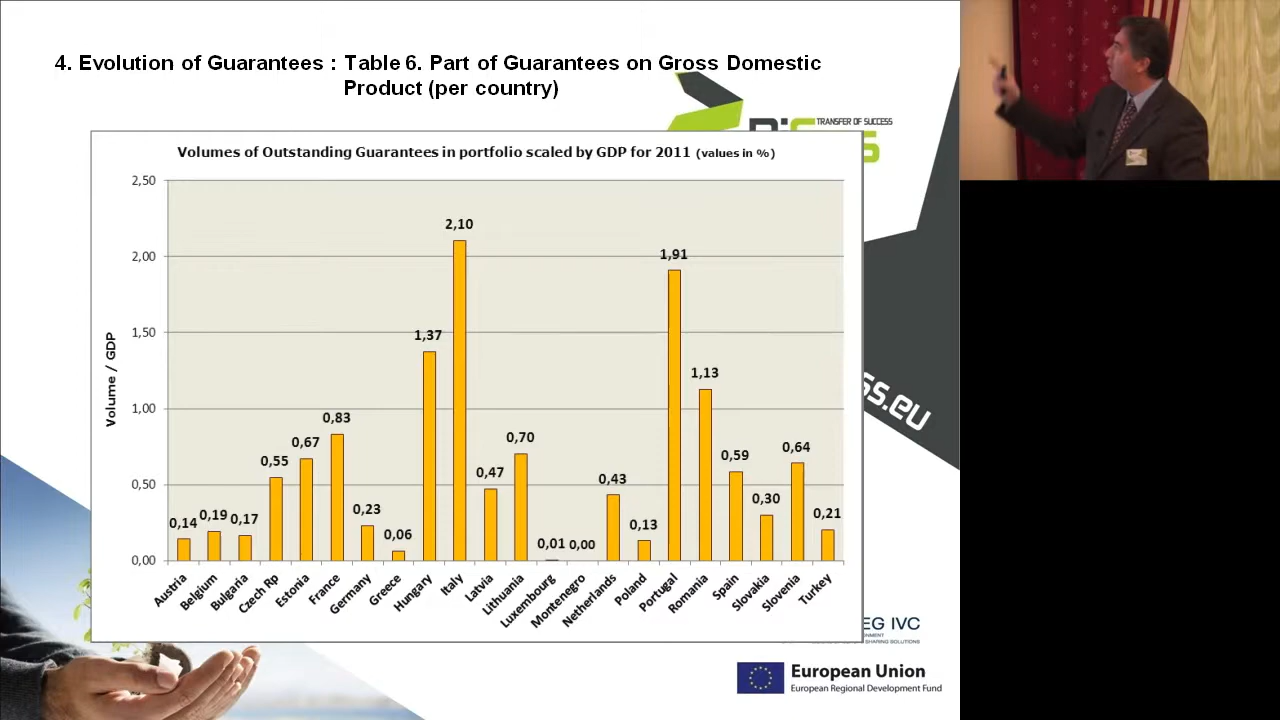 4. Evolution of Guarantees : Table 6. Part of Guarantees on Gross Domestic
Product (per country)
TRANSFER OF SUCCESS
Volumes of Outstanding Guarantees in portfolio scaled by GDP for 2011 (values in %)
Volume / GDP
2,50
2,00
1,50
1,00
0,50
0,00
0,14
0,19
0,17
0,55
0,67
0,83
0,23
0,06
1,37
2,10
0,47
0,70
0,01
0,00
0,43
0,13
1,91
1,13
0,59
0,30
0,64
0,21
Austria
Belgium
Bulgaria
Czech Rp
Estonia
France
Germany
Greece
Hungary
Italy
Latvia
Lithuania
Luxembourg
Montenegro
Netherlands
Poland
Portugal
Romania
Spain
Slovakia
Slovenia
Turkey
ss.eu
EG IVC
SHARING SOLUTIONS
European Union
European Regional Development Fund